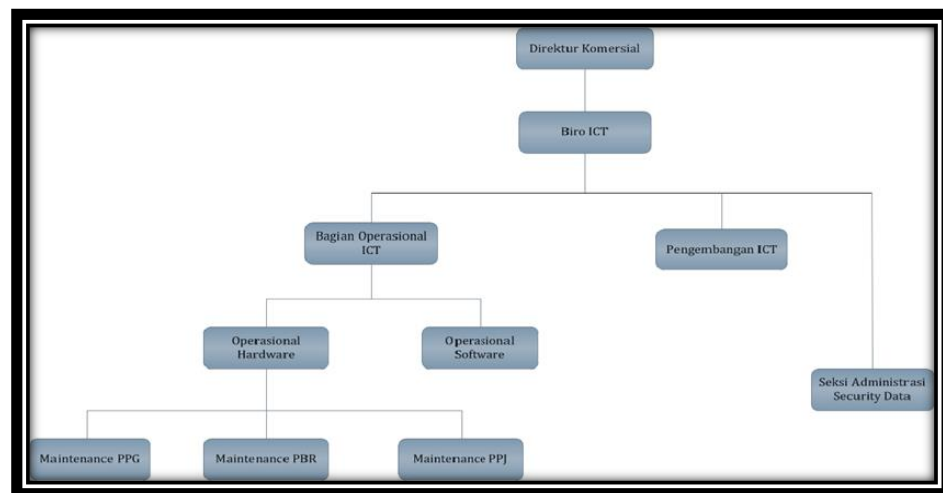 Direktur Komersial
Biro ICT
Bagian Operasional
ICT
Pengembangan ICT
Operasional
Hardware
Operasional
Software
Seksi Administrasi
Security Data
Maintenance PPG
Maintenance PBR
Maintenance PPJ